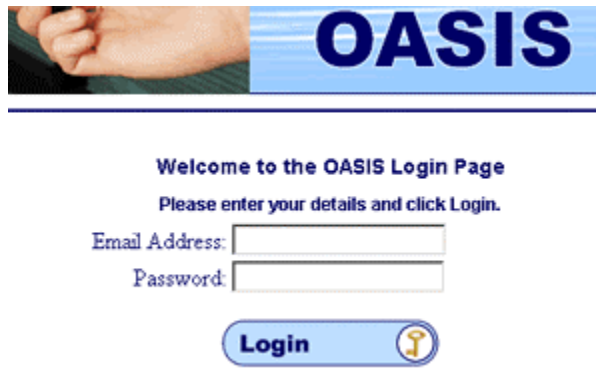 OASIS
Welcome to the OASIS Login Page
Please enter your details and click Login.
Email Address:
Password:
Login